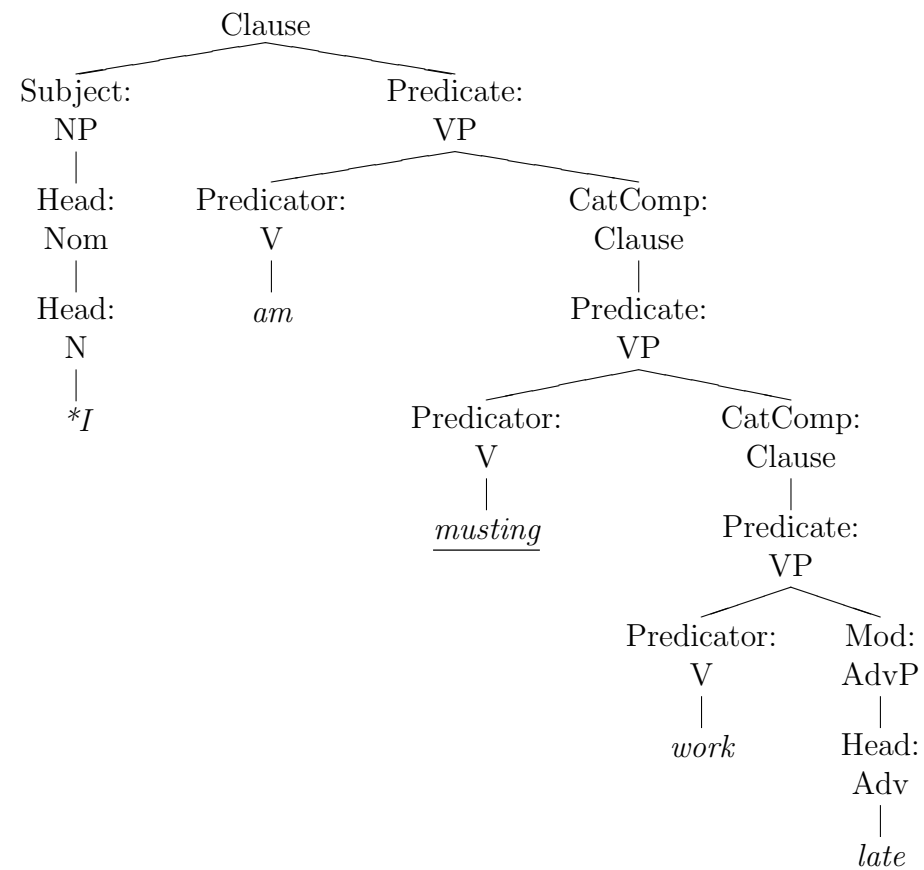 Clause
Subject: Predicate:
NP VP
Head: Predicator: CatComp:
Nom V Clause
Head: am Predicate:
N VP
*I Predicator: CatComp:
V Clause
musting Predicate:
VP
Predicator: Mod:
V AdvP
work Head:
Adv
late